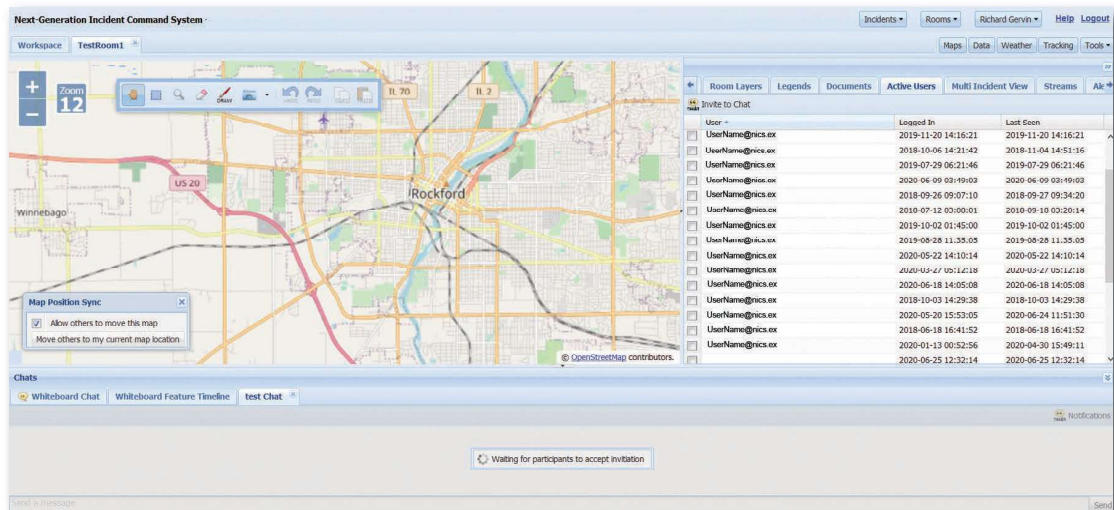 Next-Generation Incident Command System -
Incidents Rooms Richard Gervin Help Logout
Workspace TestRoom1
Maps Data Weather Tracking Tools
+
−
Zoom
12
DRAW
UNDO REDO
IL 70 IL 2
US 20
Rockford
Winnebago
Map Position Sync
Allow others to move this map
Move others to my current map location
© OpenStreetMap contributors.
Room Layers Legends Documents Active Users Multi Incident View Streams Ale
Invite to Chat
User Logged In Last Seen
UserName@nics.ex 2019-11-20 14:16:21 2019-11-20 14:16:21
UserName@nics.ex 2018-10-06 14:21:42 2018-11-04 14:51:16
UserName@nics.ex 2019-07-29 06:21:46 2019-07-29 06:21:46
UserName@nics.ex 2020-06-09 03:49:03 2020-06-09 03:49:03
UserName@nics.ex 2018-09-26 09:07:10 2018-09-27 09:34:20
UserName@nics.ex
UserName@nics.ex 2019-10-02 01:45:00 2019-10-02 01:45:00
UserName@nics.ex 2019-08-28 11:35:05 2019-08-28 11:35:05
UserName@nics.ex 2020-05-22 14:10:14 2020-05-22 14:10:14
UserName@nics.ex 2020-03-27 05:12:18 2020-03-27 05:12:18
UserName@nics.ex 2020-06-18 14:05:08 2020-06-18 14:05:08
UserName@nics.ex 2018-10-03 14:29:38 2018-10-03 14:29:38
UserName@nics.ex 2020-05-20 15:53:05 2020-06-24 11:51:30
UserName@nics.ex 2018-06-18 16:41:52 2018-06-18 16:41:52
UserName@nics.ex 2020-01-13 00:52:56 2020-04-30 15:49:11
2020-06-25 12:32:14 2020-06-25 12:32:14
Chats
Whiteboard Chat Whiteboard Feature Timeline test Chat
Notifications
Waiting for participants to accept invitiation
Send a message
Send